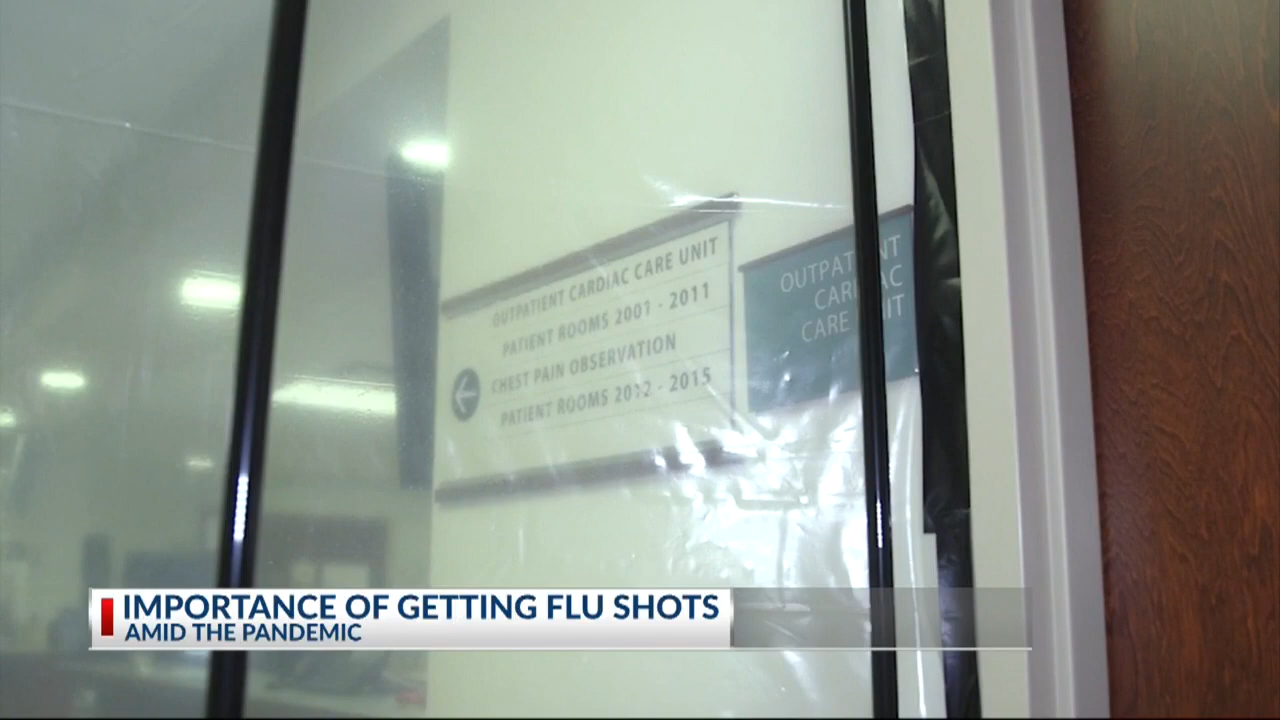 OUTPATIENT CARDIAC CARE UNIT
PATIENT ROOMS 2001 - 2011
CHEST PAIN OBSERVATION
PATIENT ROOMS 2012 - 2015
OUTPATIENT
CARDIAC
CARE UNIT
IMPORTANCE OF GETTING FLU SHOTS
AMID THE PANDEMIC